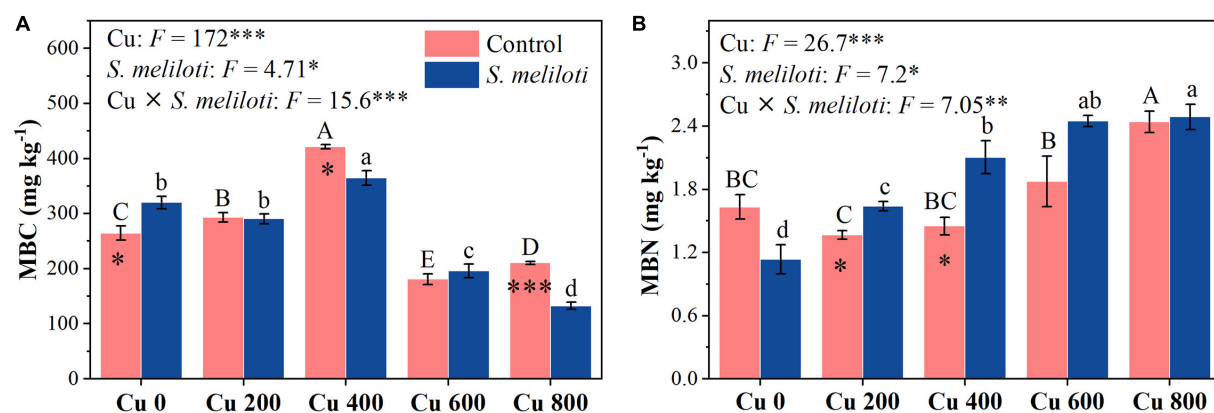 A
Cu: F = 172***
S. meliloti: F = 4.71*
Cu × S. meliloti: F = 15.6***
Control
S. meliloti
MBC (mg kg-1)
600
500
400
300
200
100
0
C
*
b
B
b
A
*
a
E
c
D
***
d
Cu 0 Cu 200 Cu 400 Cu 600 Cu 800
B
Cu: F = 26.7***
S. meliloti: F = 7.2*
Cu × S. meliloti: F = 7.05**
MBN (mg kg-1)
3.0
2.4
1.8
1.2
0.6
0.0
BC
d
C
*
c
BC
*
b
B
ab
A
a
Cu 0 Cu 200 Cu 400 Cu 600 Cu 800